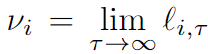 ν_i = lim_{τ→∞} ℓ_{i,τ}